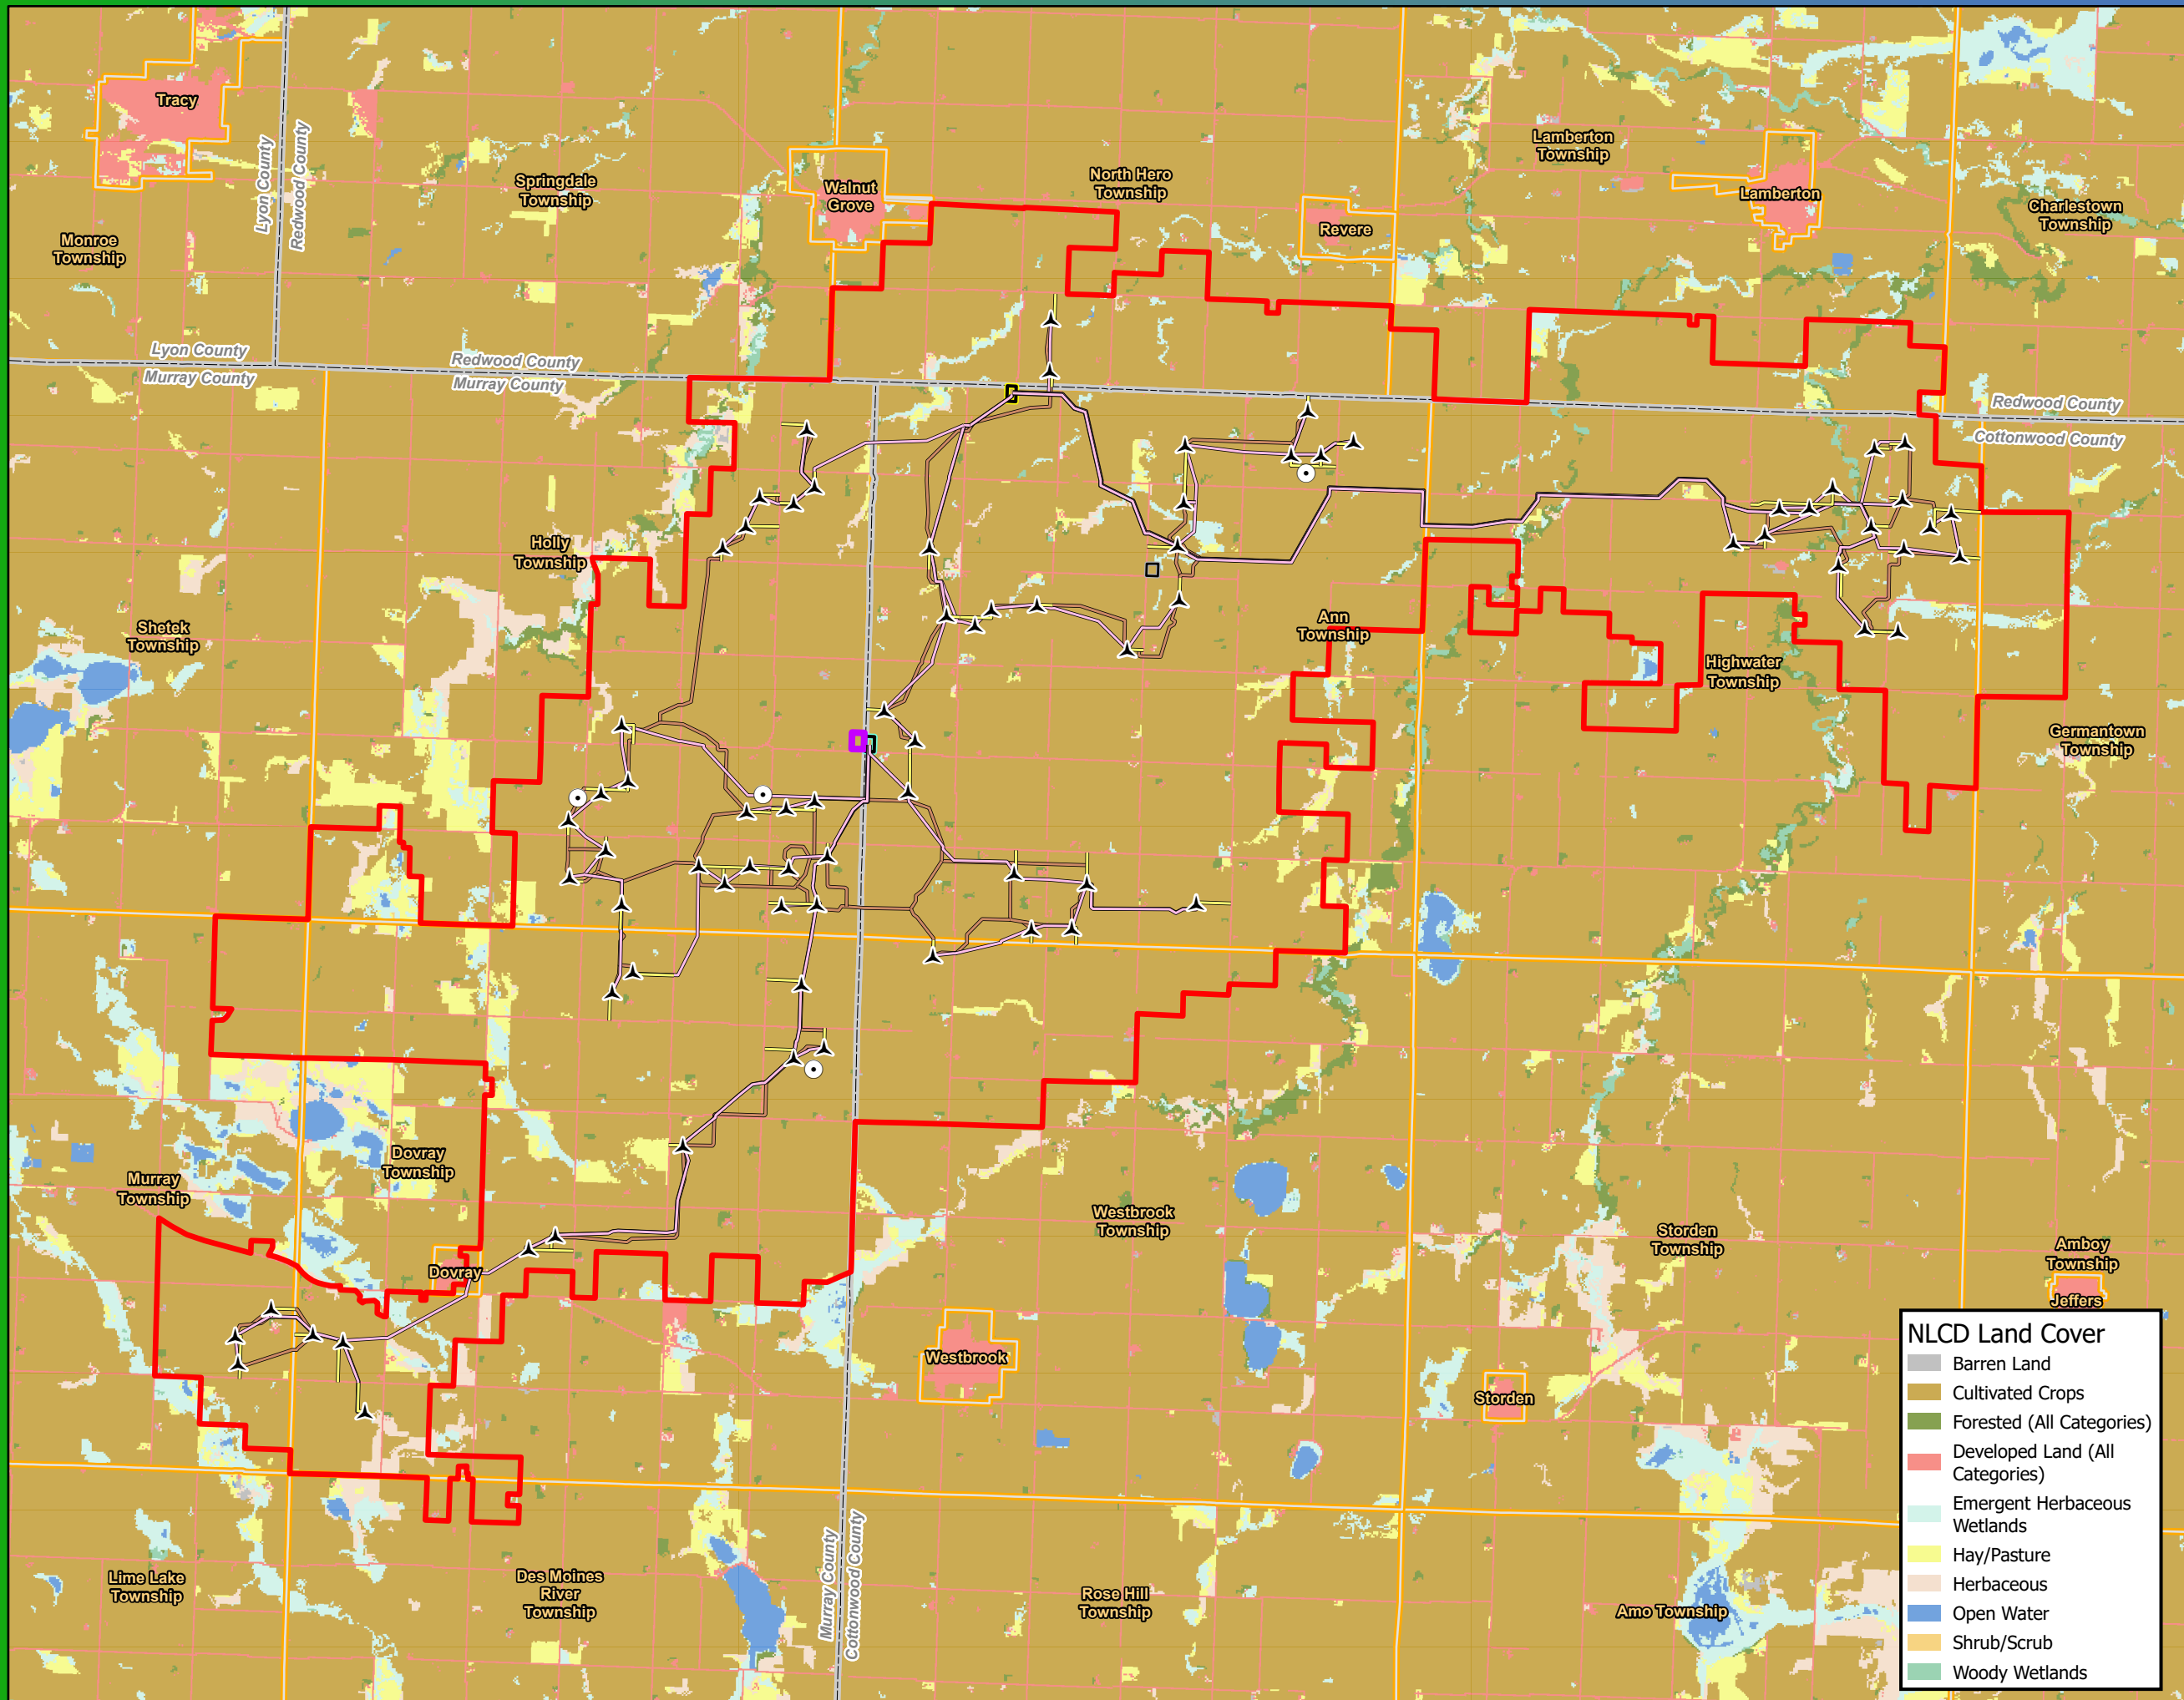 Tracy
Lyon County
Redwood County
Springdale
Township
Walnut
Grove
North Hero
Township
Revere
Lamberton
Township
Lamberton
Charlestown
Township
Monroe
Township
Lyon County
Murray County
Redwood County
Murray County
Redwood County
Cottonwood County
Holly
Township
Shetek
Township
Ann
Township
Highwater
Township
Germantown
Township
Dovray
Township
Murray
Township
Dovray
Westbrook
Township
Storden
Township
Amboy
Township
Jeffers
Westbrook
Storden
Murray County
Cottonwood County
Lime Lake
Township
Des Moines
River
Township
Rose Hill
Township
Amo Township
NLCD Land Cover
Barren Land
Cultivated Crops
Forested (All Categories)
Developed Land (All
Categories)
Emergent Herbaceous
Wetlands
Hay/Pasture
Herbaceous
Open Water
Shrub/Scrub
Woody Wetlands